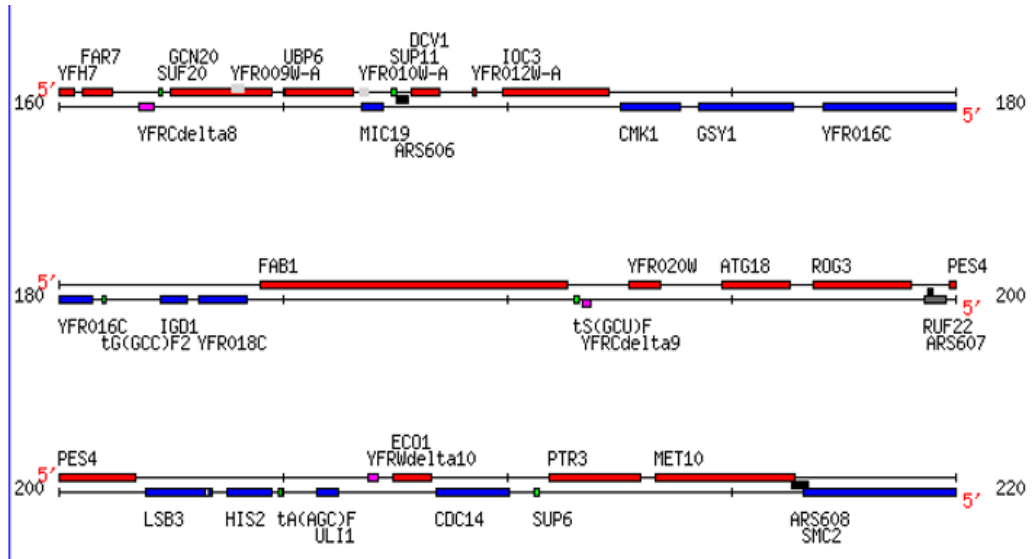 DCV1
FAR7 GCN20 UBP6 SUP11 IOC3
YFH7 SUF20 YFR009W-A YFR010W-A YFR012W-A
5′
160 180
5′
YFRCdelta8 MIC19 CMK1 GSY1 YFR016C
ARS606
FAB1 YFR020W ATG18 ROG3 PES4
5′
180 200
5′
YFR016C IGD1 tS(GCU)F RUF22
tG(GCC)F2 YFR018C YFRCdelta9 ARS607
ECO1
PES4 YFRWdelta10 PTR3 MET10
5′
200 220
5′
LSB3 HIS2 tA(AGC)F CDC14 SUP6 ARS608
ULI1 SMC2